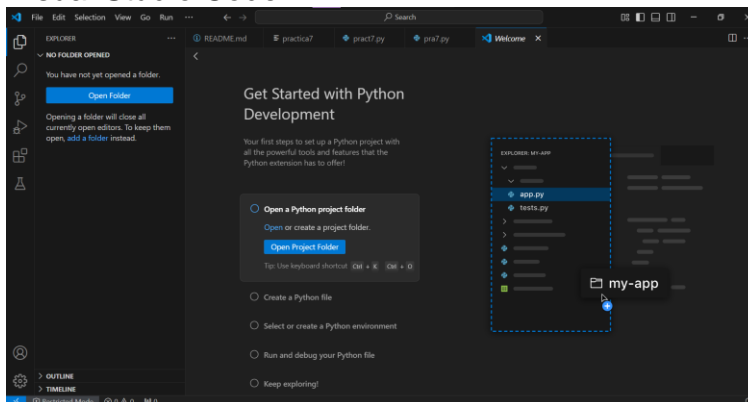 File Edit Selection View Go Run ···
Search
EXPLORER ···
NO FOLDER OPENED
You have not yet opened a folder.
Open Folder
Opening a folder will close all
currently open editors. To keep them
open, add a folder instead.
OUTLINE
TIMELINE
README.md practica7 pract7.py pra7.py Welcome
Get Started with Python
Development
Your first steps to set up a Python project with
all the powerful tools and features that the
Python extension has to offer!
Open a Python project folder
Open or create a project folder.
Open Project Folder
Tip: Use keyboard shortcut Ctrl + K Ctrl + O
Create a Python file
Select or create a Python environment
Run and debug your Python file
Keep exploring!
EXPLORER: MY-APP
app.py
tests.py
my-app
Restricted Mode 0 0 0